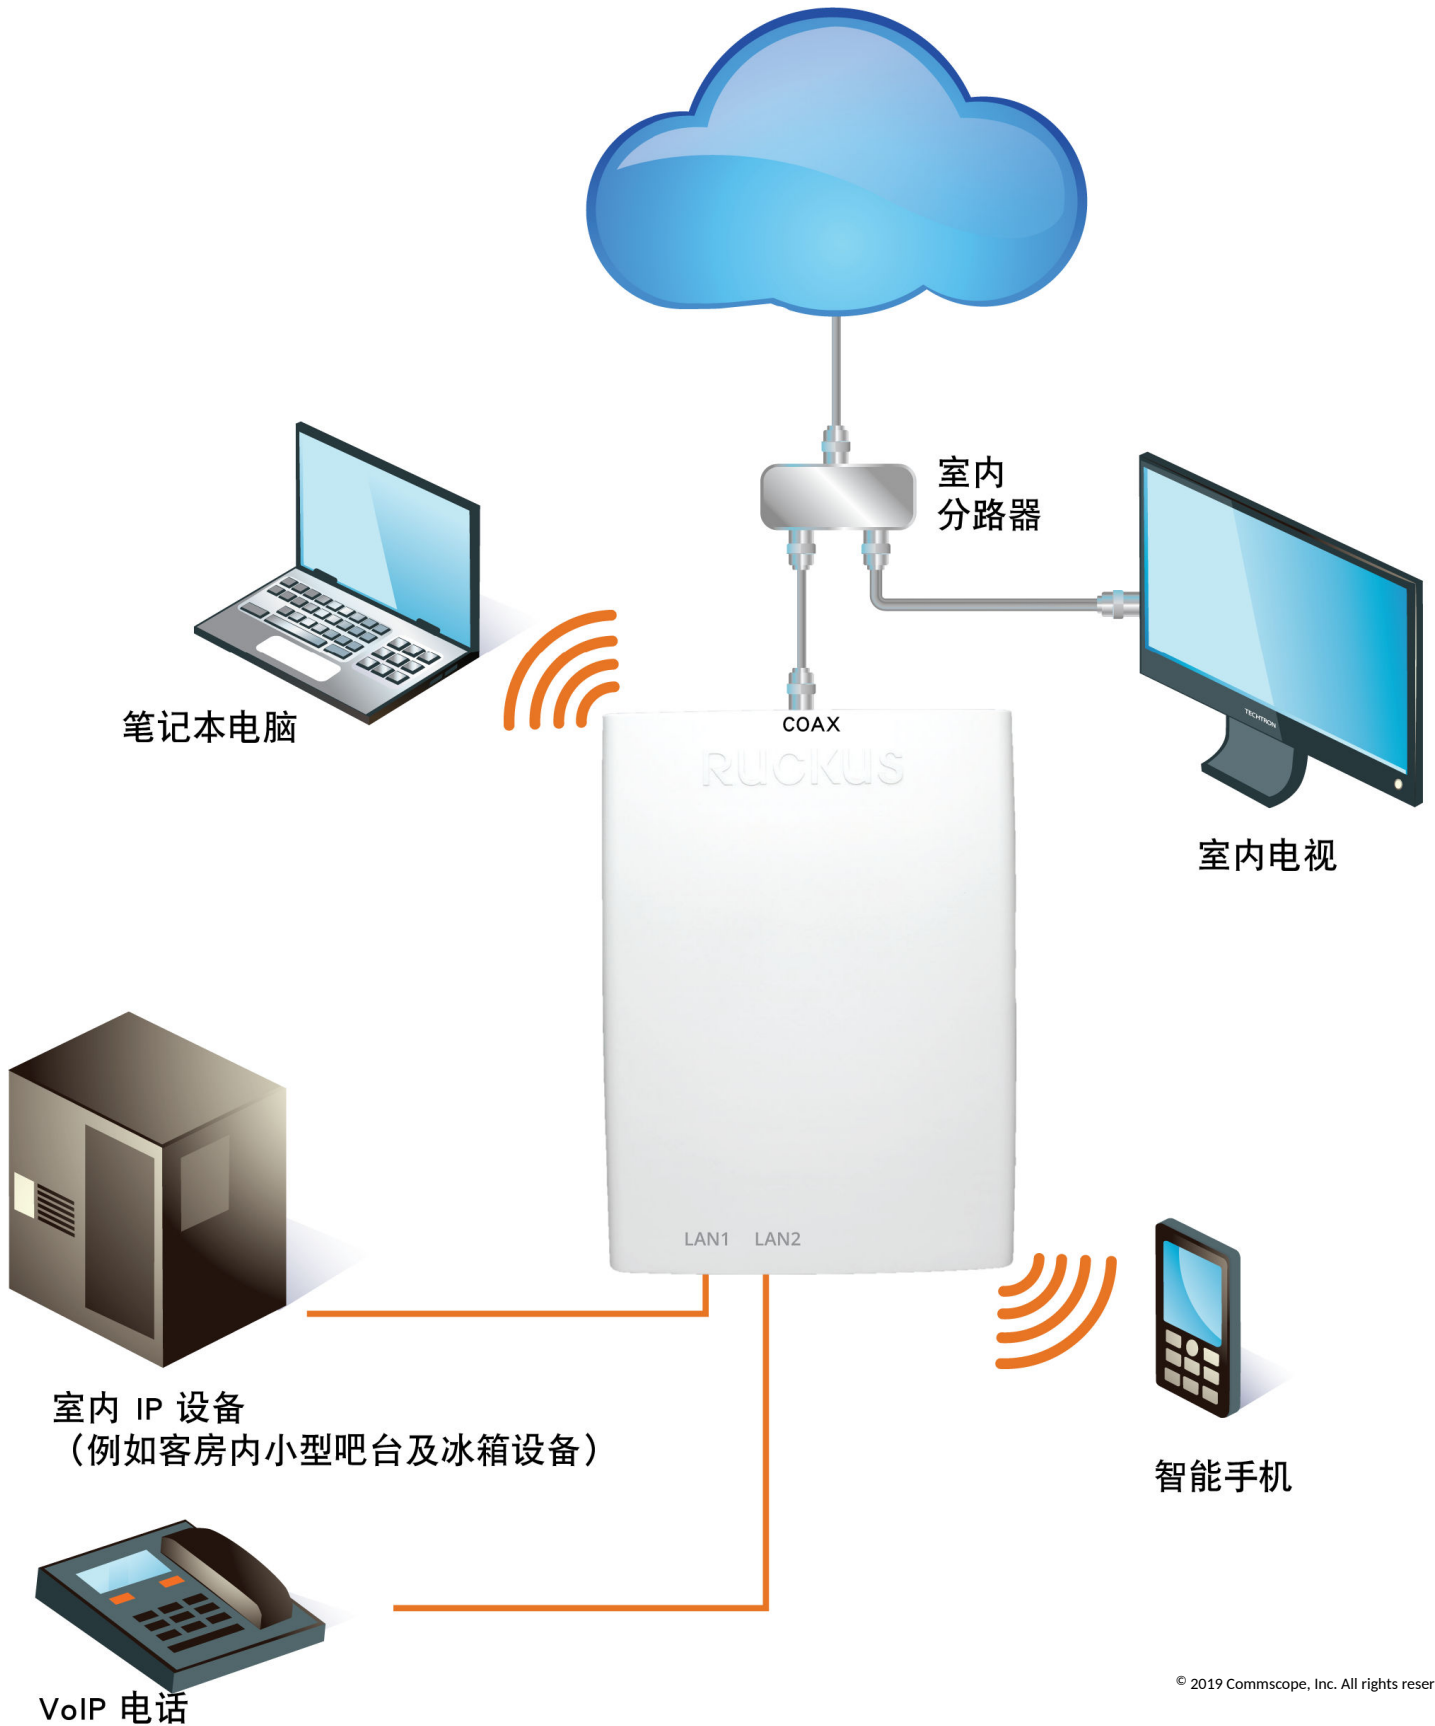 室内
分路器
TECHTRON
笔记本电脑
COAX
RUCKUS
室内电视
LAN1 LAN2
室内 IP 设备
（例如客房内小型吧台及冰箱设备）
智能手机
VoIP 电话
© 2019 Commscope, Inc. All rights reser